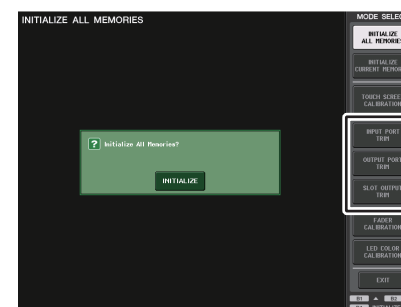 INITIALIZE ALL MEMORIES
MODE SELEC
INITIALIZE
ALL MEMORIES
INITIALIZE
CURRENT MEMOR
TOUCH SCREE
CALIBRATION
INPUT PORT
TRIM
OUTPUT PORT
TRIM
SLOT OUTPUT
TRIM
FADER
CALIBRATION
LED COLOR
CALIBRATION
EXIT
? Initialize All Memories?
INITIALIZE